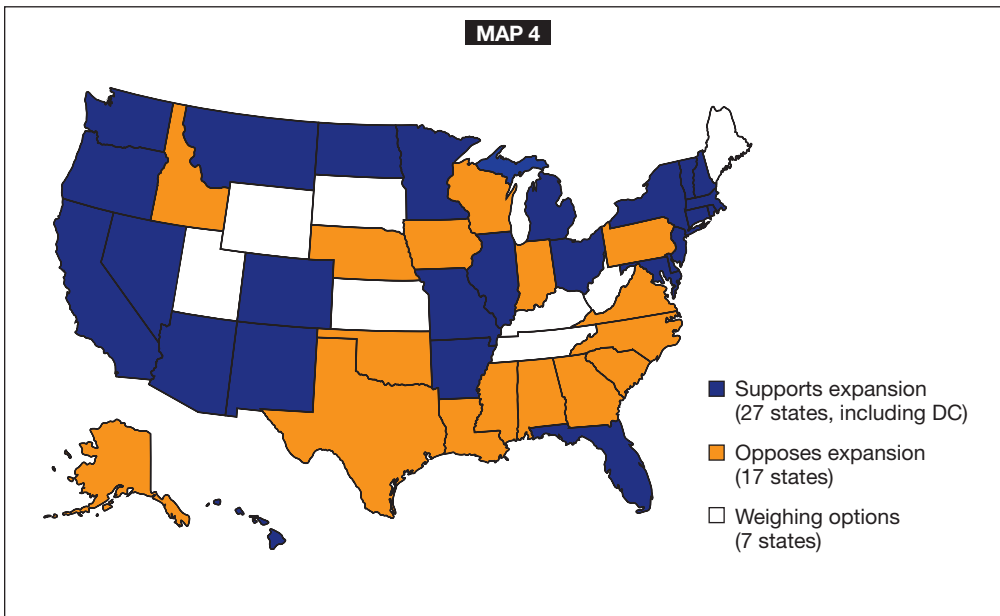 MAP 4
Supports expansion
(27 states, including DC)
Opposes expansion
(17 states)
Weighing options
(7 states)